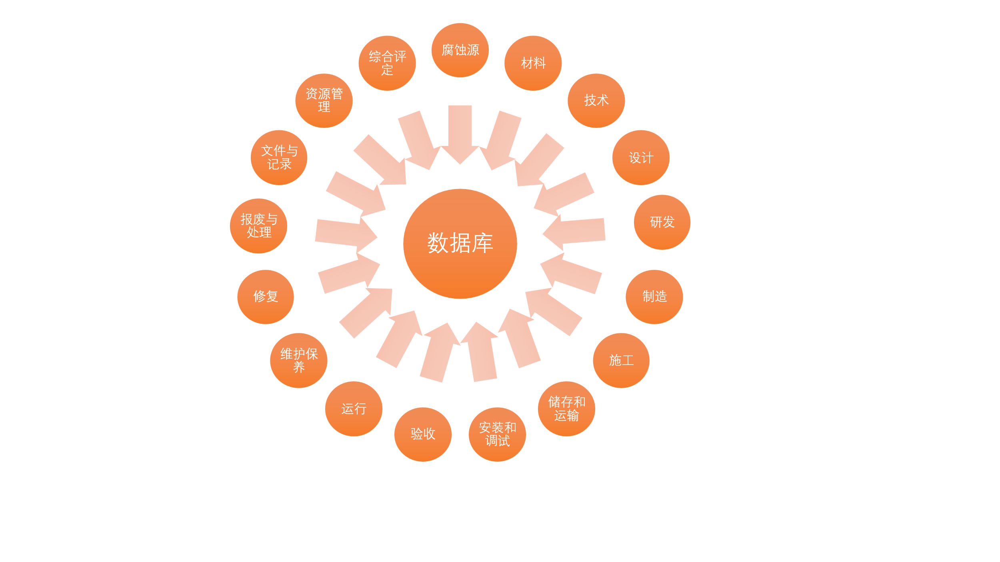 腐蚀源
材料
技术
设计
研发
制造
施工
储存和
运输
安装和
调试
验收
运行
维护保
养
修复
报废与
处理
文件与
记录
资源管
理
综合评
定
数据库